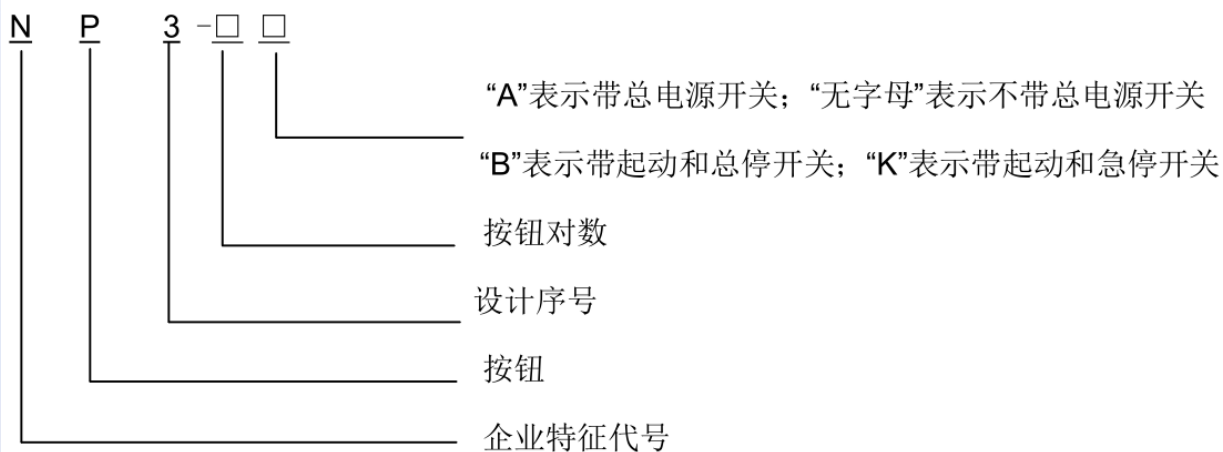 N P 3 -□ □
“A”表示带总电源开关；“无字母”表示不带总电源开关
“B”表示带起动和总停开关；“K”表示带起动和急停开关
按钮对数
设计序号
按钮
企业特征代号